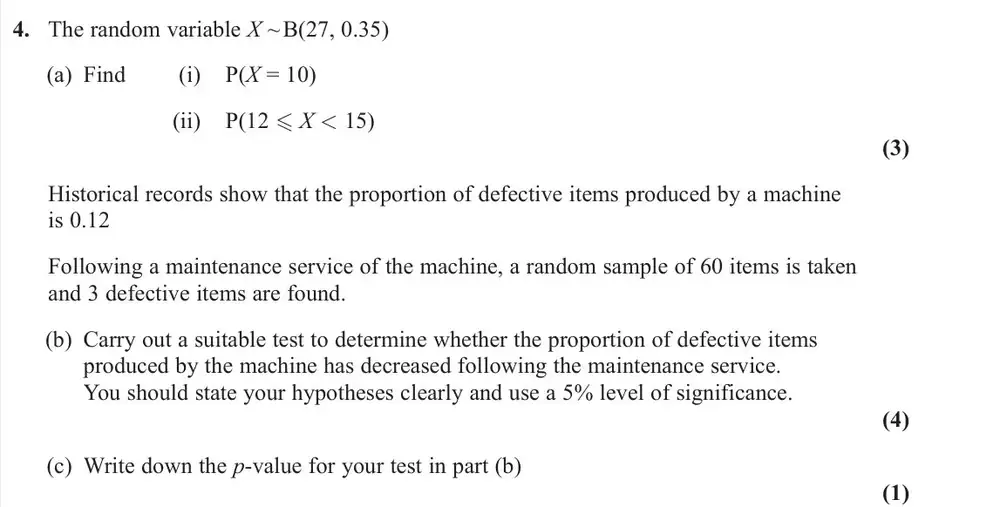 4. The random variable X ~ B(27, 0.35)
(a) Find (i) P(X = 10)
(ii) P(12 ⩽ X < 15)
(3)
Historical records show that the proportion of defective items produced by a machine
is 0.12
Following a maintenance service of the machine, a random sample of 60 items is taken
and 3 defective items are found.
(b) Carry out a suitable test to determine whether the proportion of defective items
produced by the machine has decreased following the maintenance service.
You should state your hypotheses clearly and use a 5% level of significance.
(4)
(c) Write down the p-value for your test in part (b)
(1)